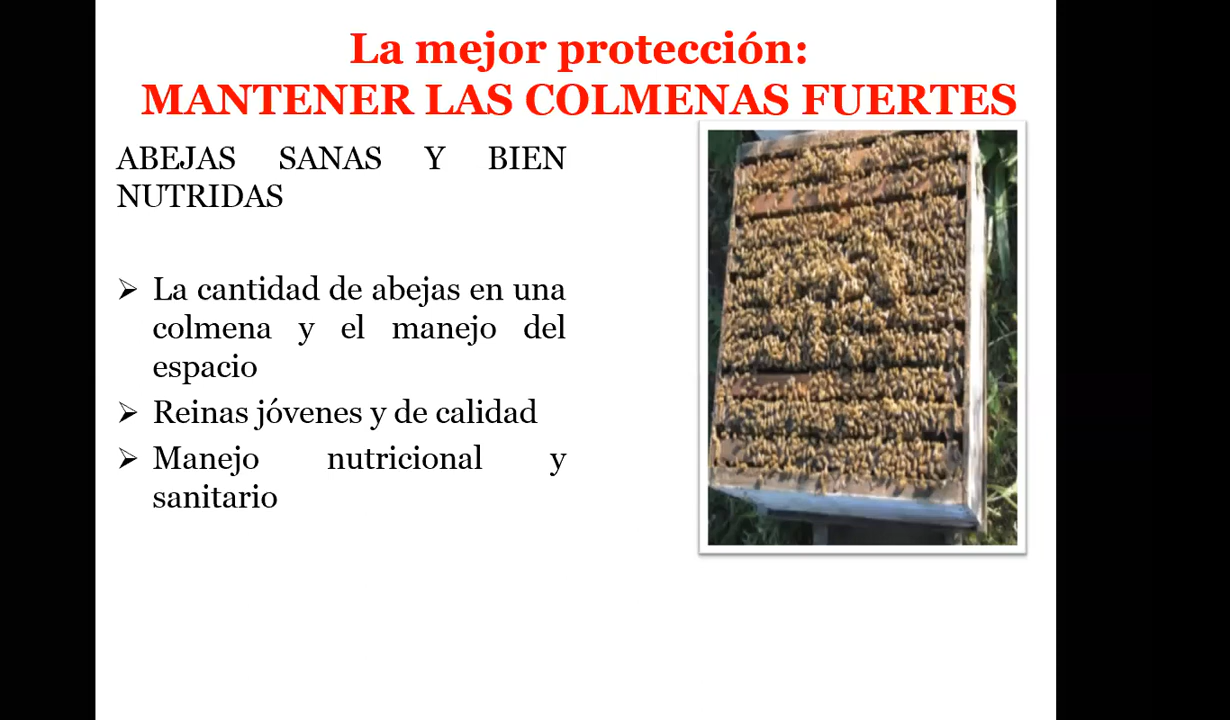 La mejor protección:
MANTENER LAS COLMENAS FUERTES
ABEJAS SANAS Y BIEN
NUTRIDAS
➢ La cantidad de abejas en una
colmena y el manejo del
espacio
➢ Reinas jóvenes y de calidad
➢ Manejo nutricional y
sanitario